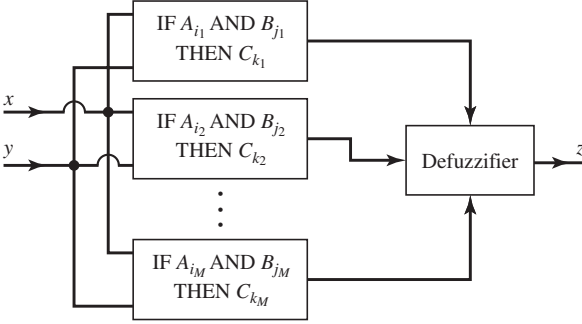 IF A_{i_1} AND B_{j_1}
THEN C_{k_1}
x
IF A_{i_2} AND B_{j_2}
THEN C_{k_2}
y
Defuzzifier
z
IF A_{i_M} AND B_{j_M}
THEN C_{k_M}